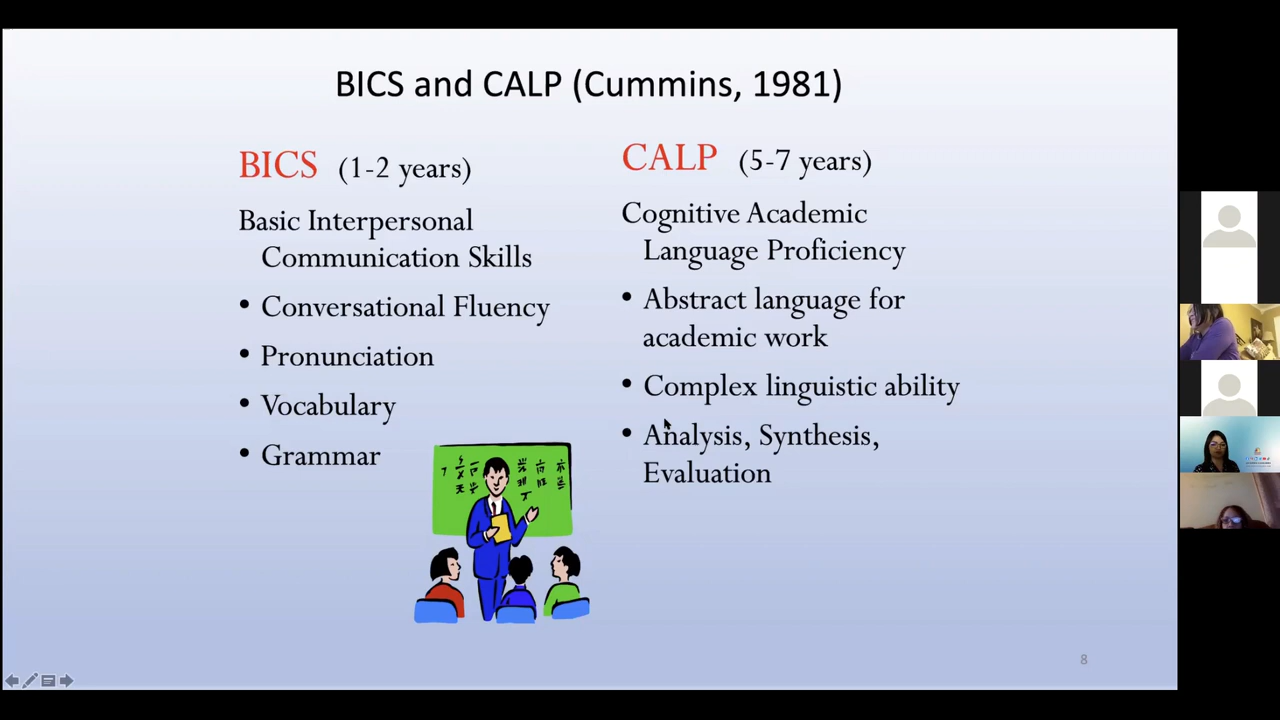 BICS and CALP (Cummins, 1981)
BICS (1-2 years)
Basic Interpersonal
Communication Skills
• Conversational Fluency
• Pronunciation
• Vocabulary
• Grammar
CALP (5-7 years)
Cognitive Academic
Language Proficiency
• Abstract language for
academic work
• Complex linguistic ability
• Analysis, Synthesis,
Evaluation
8